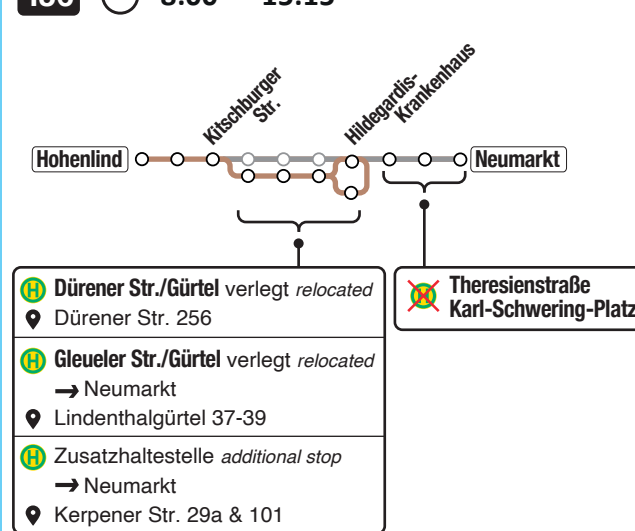 Kitschburger
Str.
Hildegardis-
Krankenhaus
Hohenlind
Neumarkt
H Dürener Str./Gürtel verlegt relocated
Dürener Str. 256
H Gleueler Str./Gürtel verlegt relocated
→ Neumarkt
Lindenthalgürtel 37-39
H Zusatzhaltestelle additional stop
→ Neumarkt
Kerpener Str. 29a & 101
H Theresienstraße
Karl-Schwering-Platz